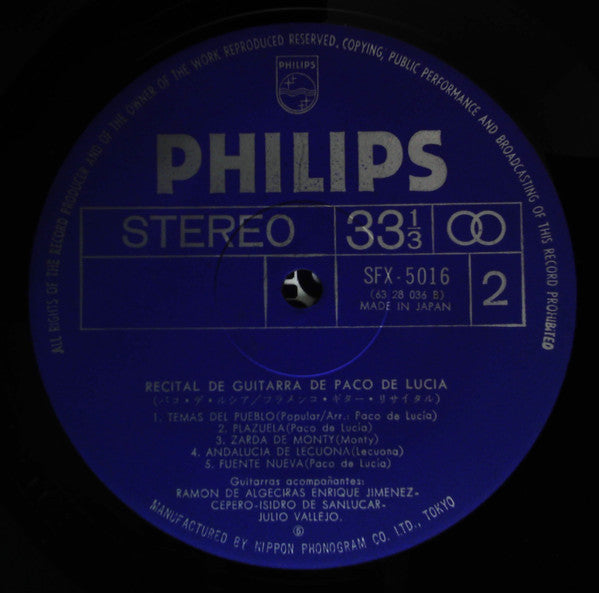 ALL RIGHTS OF THE RECORD PRODUCER AND OF THE OWNER OF THE WORK REPRODUCED RESERVED. COPYING, PUBLIC PERFORMANCE AND BROADCASTING OF THIS RECORD PROHIBITED
PHILIPS
PHILIPS
STEREO 33 1/3
SFX-5016 2
(63 28 036 B)
MADE IN JAPAN
RECITAL DE GUITARRA DE PACO DE LUCIA
(パコ・デ・ルシア/フラメンコ・ギター・リサイタル)
1. TEMAS DEL PUEBLO(Popular/Arr.: Paco de Lucía)
2. PLAZUELA(Paco de Lucía)
3. ZARDA DE MONTY(Monty)
4. ANDALUCIA DE LECUONA(Lecuona)
5. FUENTE NUEVA(Paco de Lucía)
Guitarras acompañantes:
RAMON DE ALGECIRAS ENRIQUE JIMENEZ-
CEPERO-ISIDRO DE SANLUCAR-
JULIO VALLEJO.
MANUFACTURED BY NIPPON PHONOGRAM CO. LTD., TOKYO